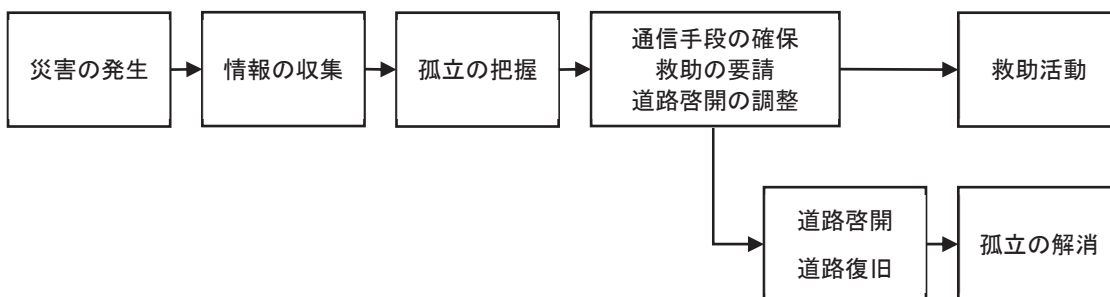 災害の発生
情報の収集
孤立の把握
通信手段の確保
救助の要請
道路啓開の調整
救助活動
道路啓開
道路復旧
孤立の解消